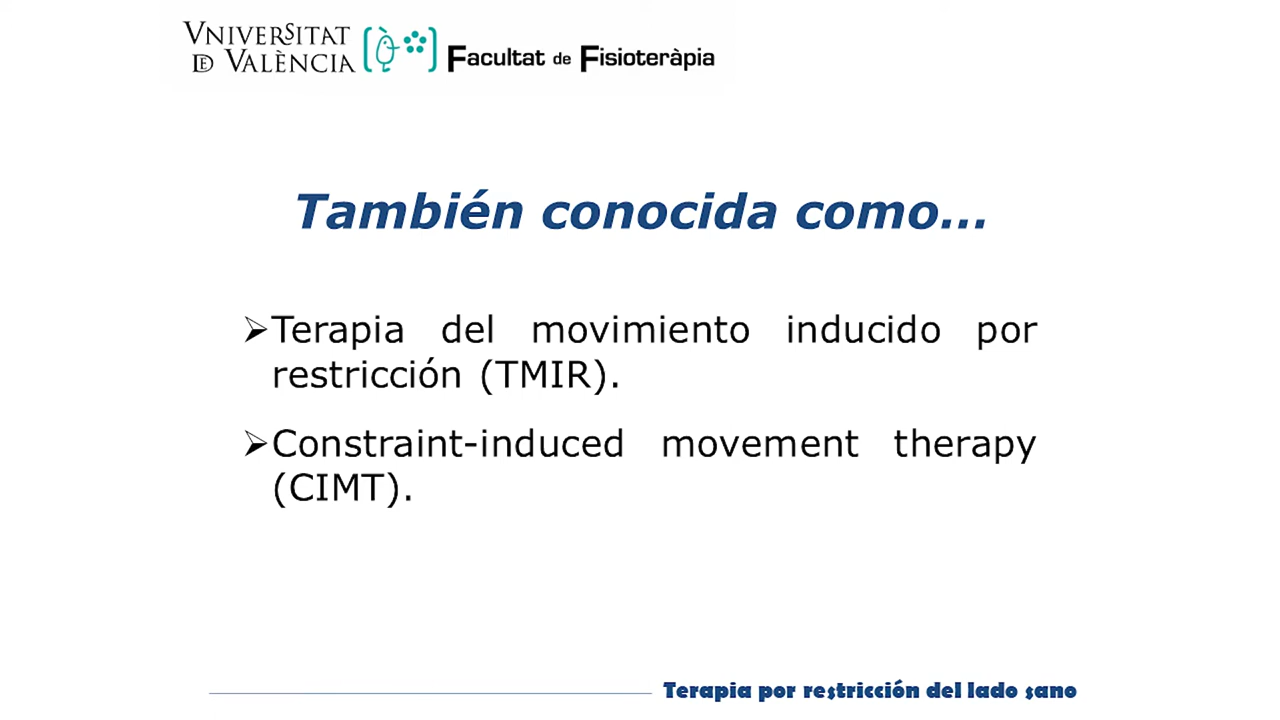 VNIVERSITAT
DE VALÈNCIA
Facultat de Fisioteràpia
También conocida como...
➢Terapia del movimiento inducido por
restricción (TMIR).
➢Constraint-induced movement therapy
(CIMT).
Terapia por restricción del lado sano